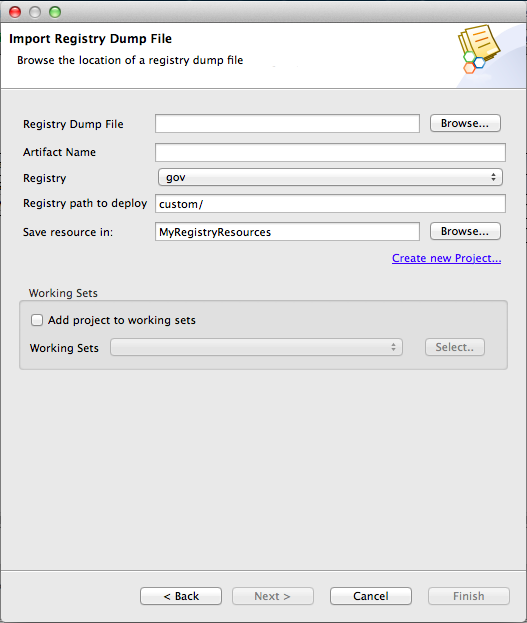 Import Registry Dump File
Browse the location of a registry dump file
Registry Dump File Browse...
Artifact Name
Registry gov
Registry path to deploy custom/
Save resource in: MyRegistryResources Browse...
Create new Project...
Working Sets
Add project to working sets
Working Sets Select..
< Back Next > Cancel Finish